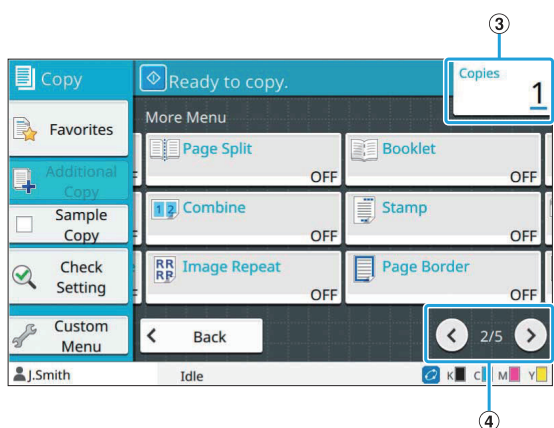 ③
Copy
Ready to copy.
Copies
1
Favorites
More Menu
Page Split
OFF
Booklet
OFF
Additional
Copy
Sample
Copy
Combine
OFF
Stamp
OFF
Check
Setting
RR
RR
Image Repeat
OFF
Page Border
OFF
Custom
Menu
Back
2/5
J.Smith
Idle
K
C
M
Y
④